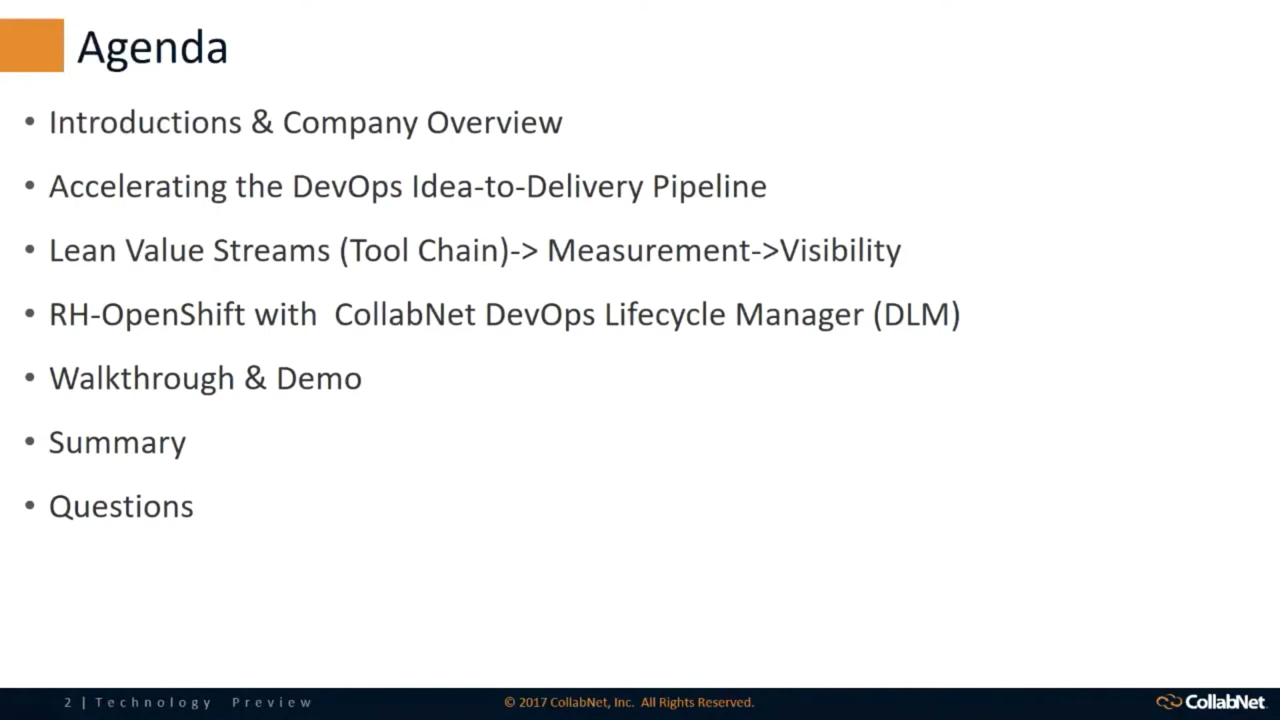 Agenda
• Introductions & Company Overview
• Accelerating the DevOps Idea-to-Delivery Pipeline
• Lean Value Streams (Tool Chain)-> Measurement->Visibility
• RH-OpenShift with  CollabNet DevOps Lifecycle Manager (DLM)
• Walkthrough & Demo
• Summary
• Questions
2 | Technology Preview
© 2017 CollabNet, Inc.  All Rights Reserved.
CollabNet